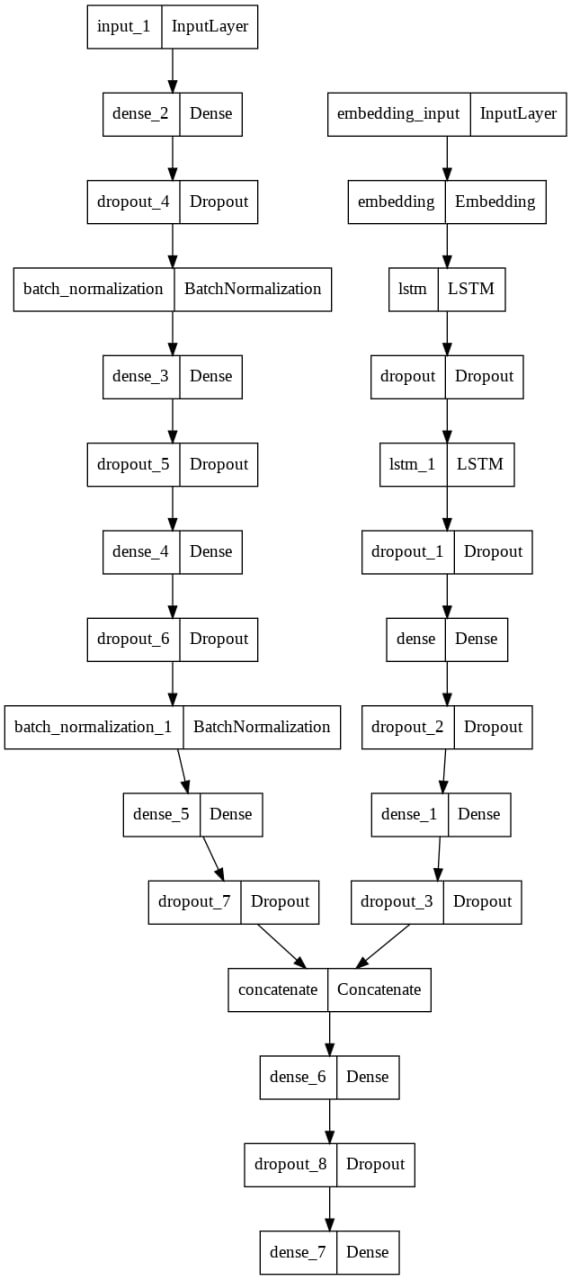 input_1 InputLayer
dense_2 Dense
embedding_input InputLayer
dropout_4 Dropout
embedding Embedding
batch_normalization BatchNormalization
lstm LSTM
dense_3 Dense
dropout Dropout
dropout_5 Dropout
lstm_1 LSTM
dense_4 Dense
dropout_1 Dropout
dropout_6 Dropout
dense Dense
batch_normalization_1 BatchNormalization
dropout_2 Dropout
dense_5 Dense
dense_1 Dense
dropout_7 Dropout
dropout_3 Dropout
concatenate Concatenate
dense_6 Dense
dropout_8 Dropout
dense_7 Dense